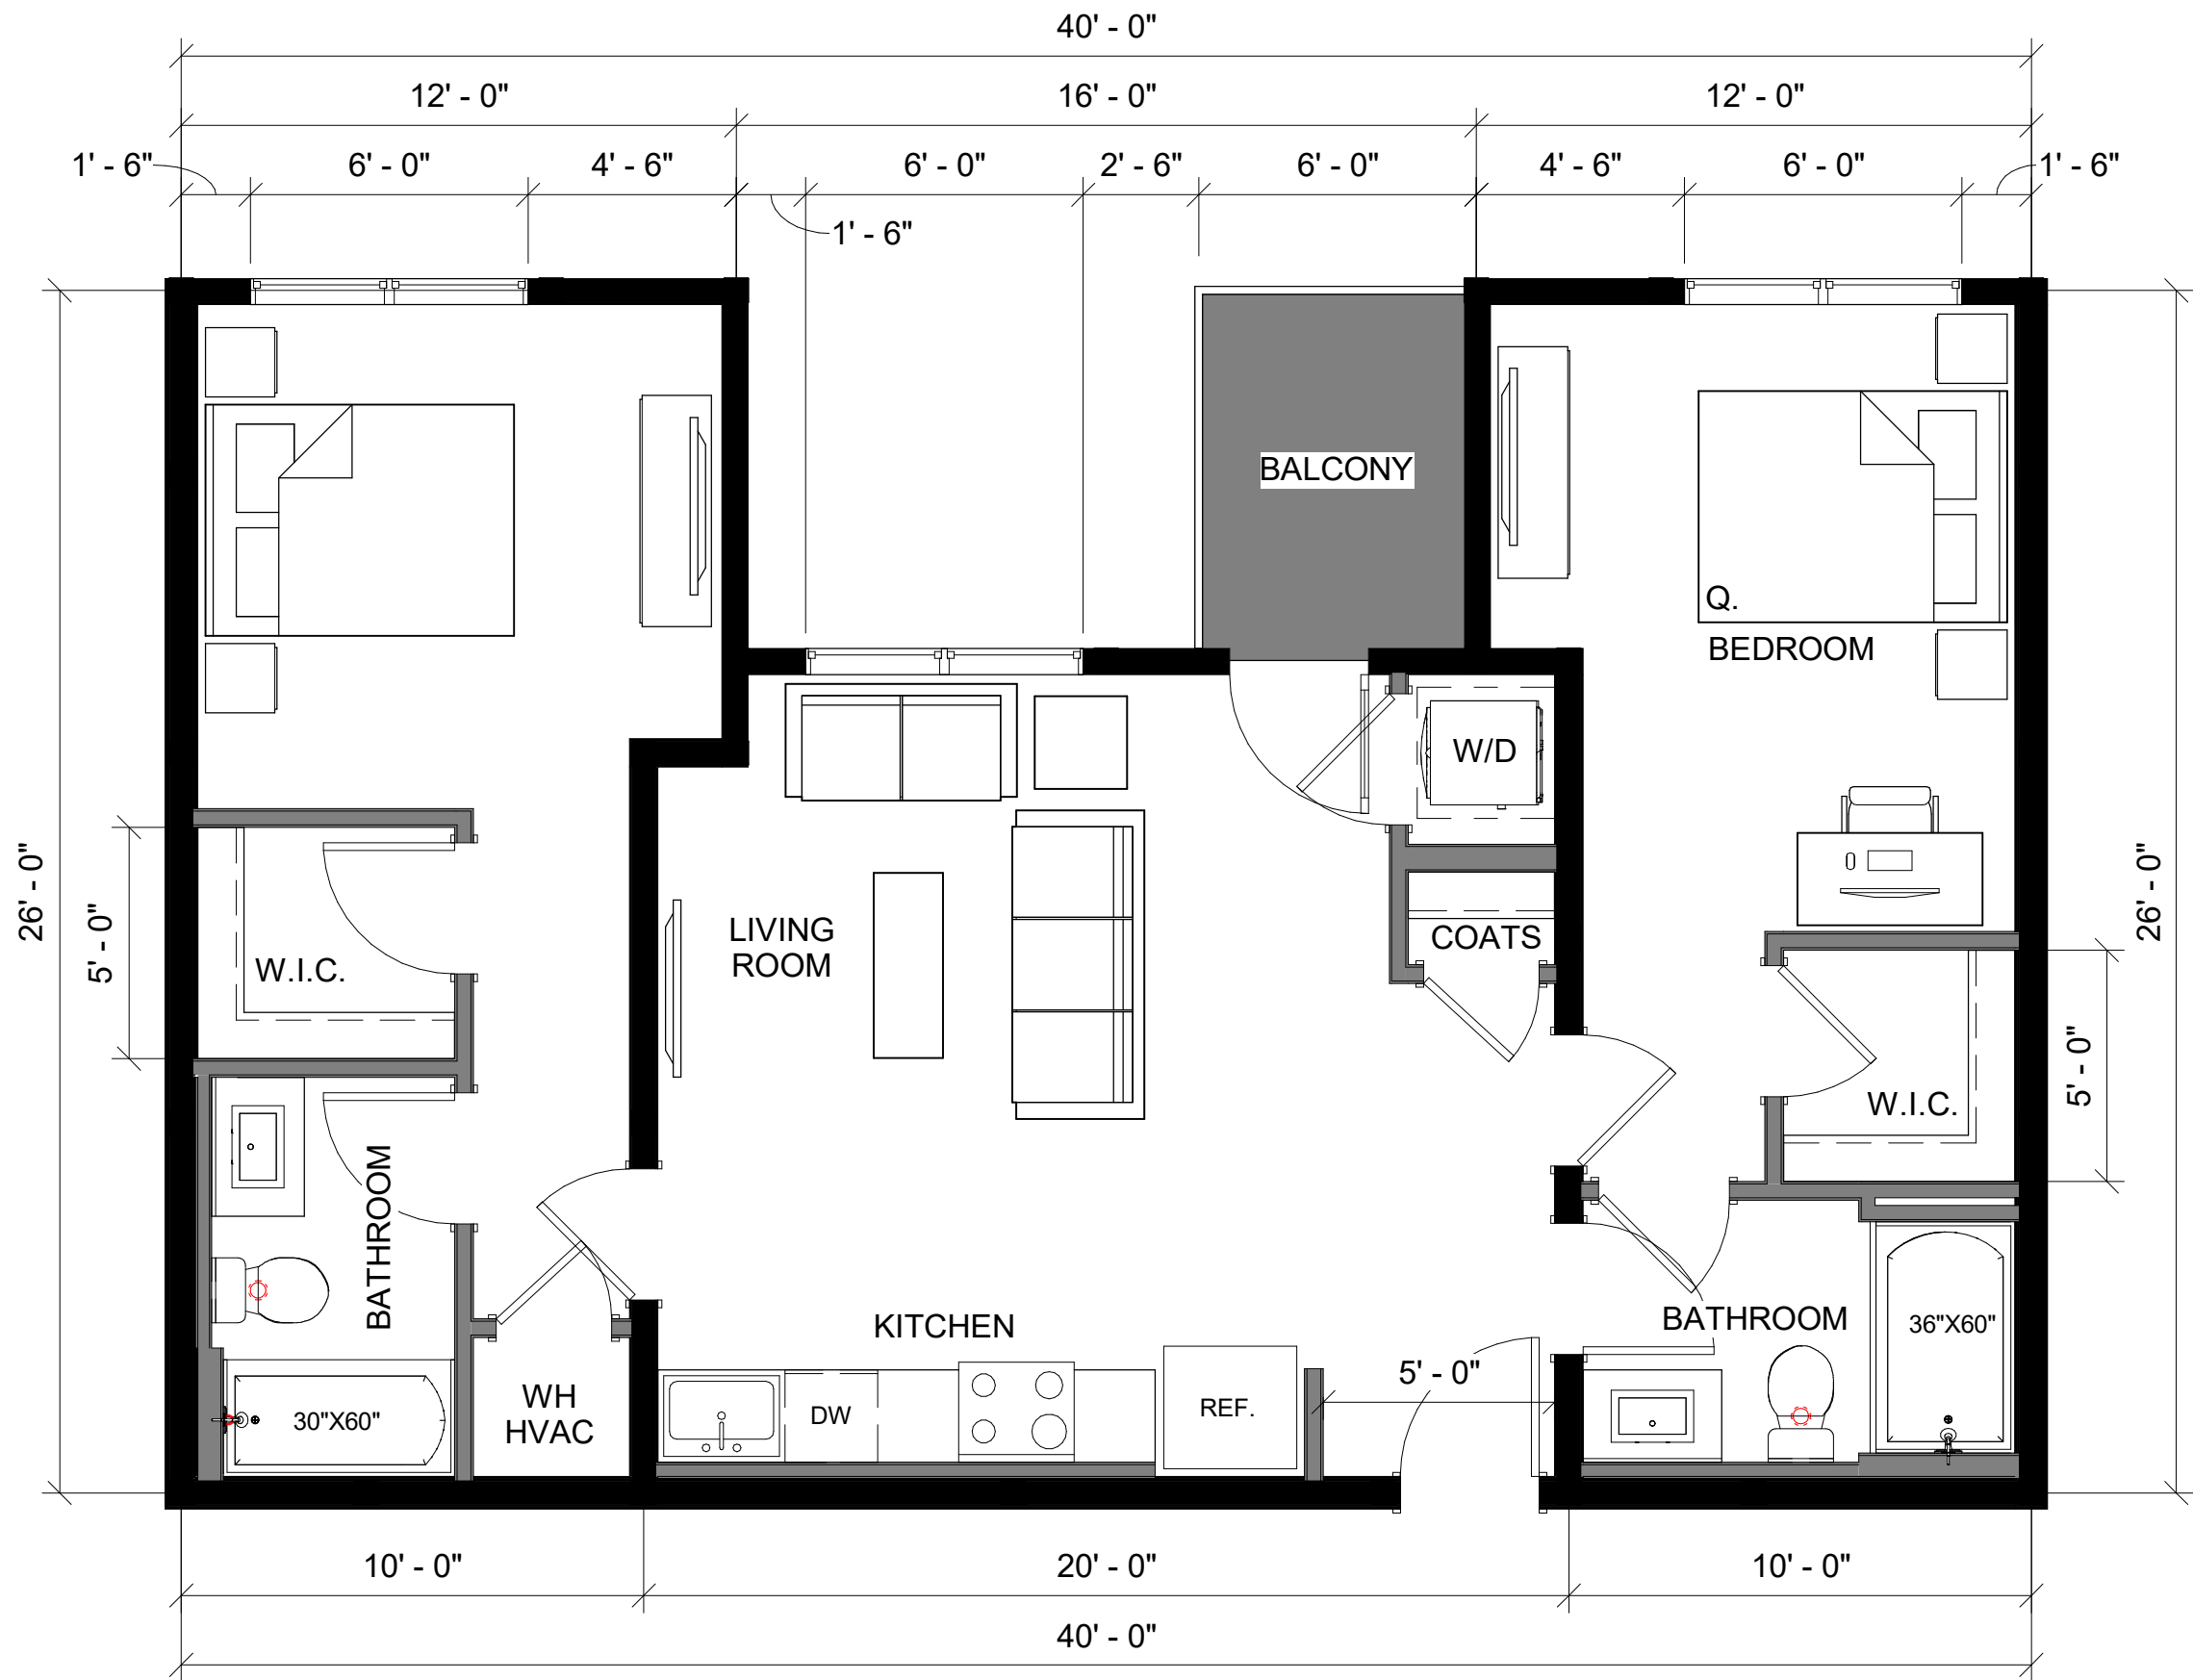 40' - 0"
12' - 0"
16' - 0"
12' - 0"
1' - 6"
6' - 0"
4' - 6"
6' - 0"
2' - 6"
6' - 0"
4' - 6"
6' - 0"
1' - 6"
1' - 6"
BALCONY
Q.
BEDROOM
W/D
26' - 0"
5' - 0"
W.I.C.
LIVING
ROOM
COATS
26' - 0"
5' - 0"
W.I.C.
BATHROOM
KITCHEN
BATHROOM
36"X60"
5' - 0"
30"X60"
WH
HVAC
DW
REF.
10' - 0"
20' - 0"
10' - 0"
40' - 0"